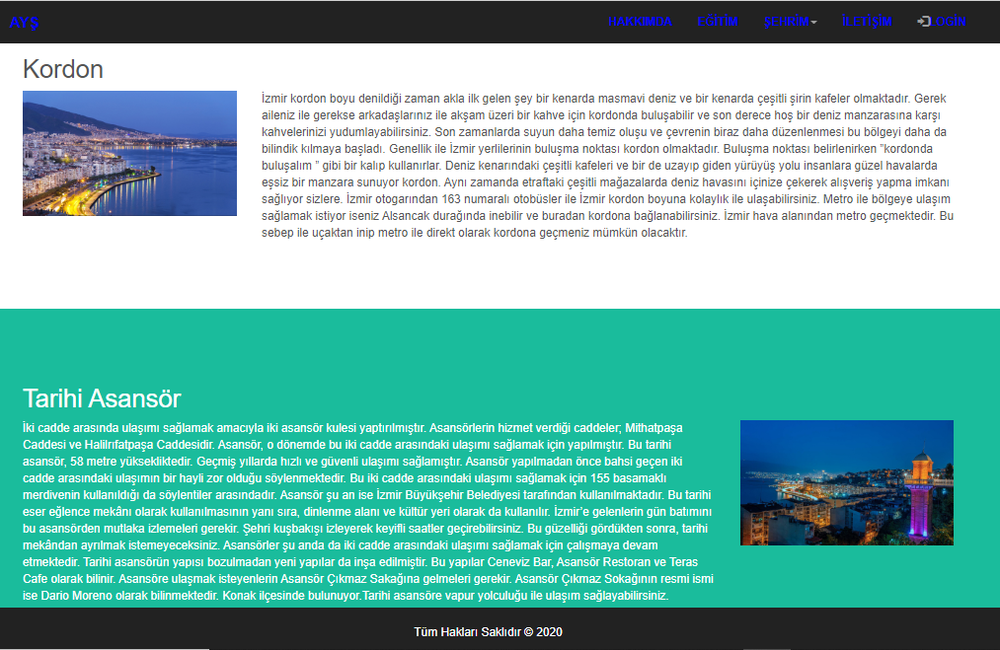 AYŞ
HAKKIMDA EĞİTİM ŞEHRİM İLETİŞİM LOGİN
Kordon
İzmir kordon boyu denildiği zaman akla ilk gelen şey bir kenarda masmavi deniz ve bir kenarda çeşitli şirin kafeler olmaktadır. Gerek
aileniz ile gerekse arkadaşlarınız ile akşam üzeri bir kahve için kordonda buluşabilir ve son derece hoş bir deniz manzarasına karşı
kahvelerinizi yudumlayabilirsiniz. Son zamanlarda suyun daha temiz oluşu ve çevrenin biraz daha düzenlenmesi bu bölgeyi daha da
bilindik kılmaya başladı. Genellik ile İzmir yerlilerinin buluşma noktası kordon olmaktadır. Buluşma noktası belirlenirken ”kordonda
buluşalım ” gibi bir kalıp kullanırlar. Deniz kenarındaki çeşitli kafeleri ve bir de uzayıp giden yürüyüş yolu insanlara güzel havalarda
eşsiz bir manzara sunuyor kordon. Aynı zamanda etraftaki çeşitli mağazalarda deniz havasını içinize çekerek alışveriş yapma imkanı
sağlıyor sizlere. İzmir otogarından 163 numaralı otobüsler ile İzmir kordon boyuna kolaylık ile ulaşabilirsiniz. Metro ile bölgeye ulaşım
sağlamak istiyor iseniz Alsancak durağında inebilir ve buradan kordona bağlanabilirsiniz. İzmir hava alanından metro geçmektedir. Bu
sebep ile uçaktan inip metro ile direkt olarak kordona geçmeniz mümkün olacaktır.
Tarihi Asansör
İki cadde arasında ulaşımı sağlamak amacıyla iki asansör kulesi yaptırılmıştır. Asansörlerin hizmet verdiği caddeler; Mithatpaşa
Caddesi ve Halilrıfatpaşa Caddesidir. Asansör, o dönemde bu iki cadde arasındaki ulaşımı sağlamak için yapılmıştır. Bu tarihi
asansör, 58 metre yüksekliktedir. Geçmiş yıllarda hızlı ve güvenli ulaşımı sağlamıştır. Asansör yapılmadan önce bahsi geçen iki
cadde arasındaki ulaşımın bir hayli zor olduğu söylenmektedir. Bu iki cadde arasındaki ulaşımı sağlamak için 155 basamaklı
merdivenin kullanıldığı da söylentiler arasındadır. Asansör şu an ise İzmir Büyükşehir Belediyesi tarafından kullanılmaktadır. Bu tarihi
eser eğlence mekânı olarak kullanılmasının yanı sıra, dinlenme alanı ve kültür yeri olarak da kullanılır. İzmir’e gelenlerin gün batımını
bu asansörden mutlaka izlemeleri gerekir. Şehri kuşbakışı izleyerek keyifli saatler geçirebilirsiniz. Bu güzelliği gördükten sonra, tarihi
mekândan ayrılmak istemeyeceksiniz. Asansörler şu anda da iki cadde arasındaki ulaşımı sağlamak için çalışmaya devam
etmektedir. Tarihi asansörün yapısı bozulmadan yeni yapılar da inşa edilmiştir. Bu yapılar Ceneviz Bar, Asansör Restoran ve Teras
Cafe olarak bilinir. Asansöre ulaşmak isteyenlerin Asansör Çıkmaz Sakağına gelmeleri gerekir. Asansör Çıkmaz Sokağının resmi ismi
ise Dario Moreno olarak bilinmektedir. Konak ilçesinde bulunuyor.Tarihi asansöre vapur yolculuğu ile ulaşım sağlayabilirsiniz.
Tüm Hakları Saklıdır © 2020